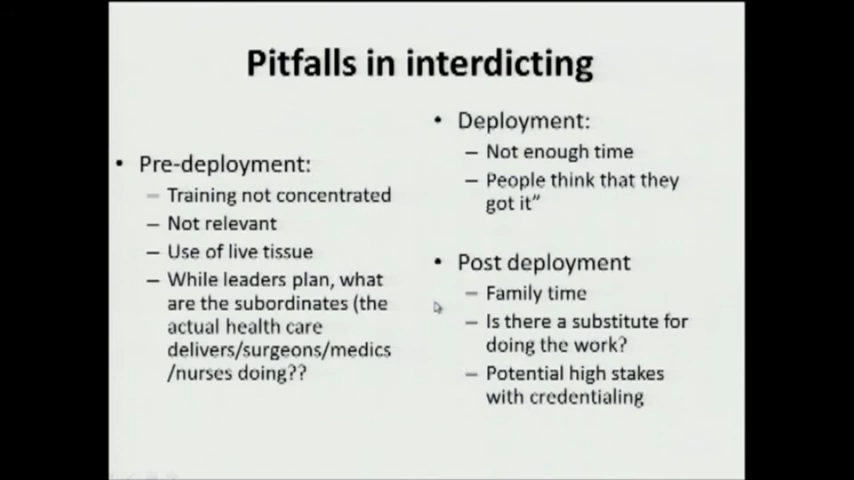 Pitfalls in interdicting
• Pre-deployment:
– Training not concentrated
– Not relevant
– Use of live tissue
– While leaders plan, what
are the subordinates (the
actual health care
delivers/surgeons/medics
/nurses doing??
• Deployment:
– Not enough time
– People think that they
got it”
• Post deployment
– Family time
– Is there a substitute for
doing the work?
– Potential high stakes
with credentialing